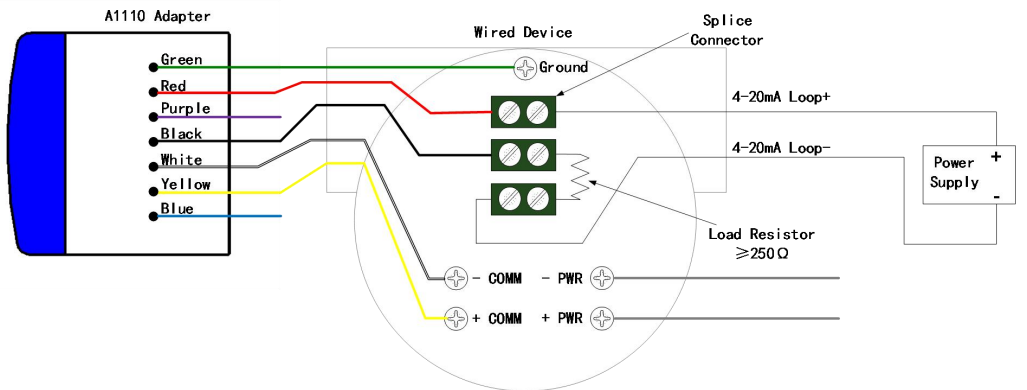 A1110 Adapter
Green
Red
Purple
Black
White
Yellow
Blue
Wired Device
Splice
Connector
Ground
4-20mA Loop+
4-20mA Loop-
Power
Supply
+
-
Load Resistor
≥250Ω
- COMM - PWR
+ COMM + PWR